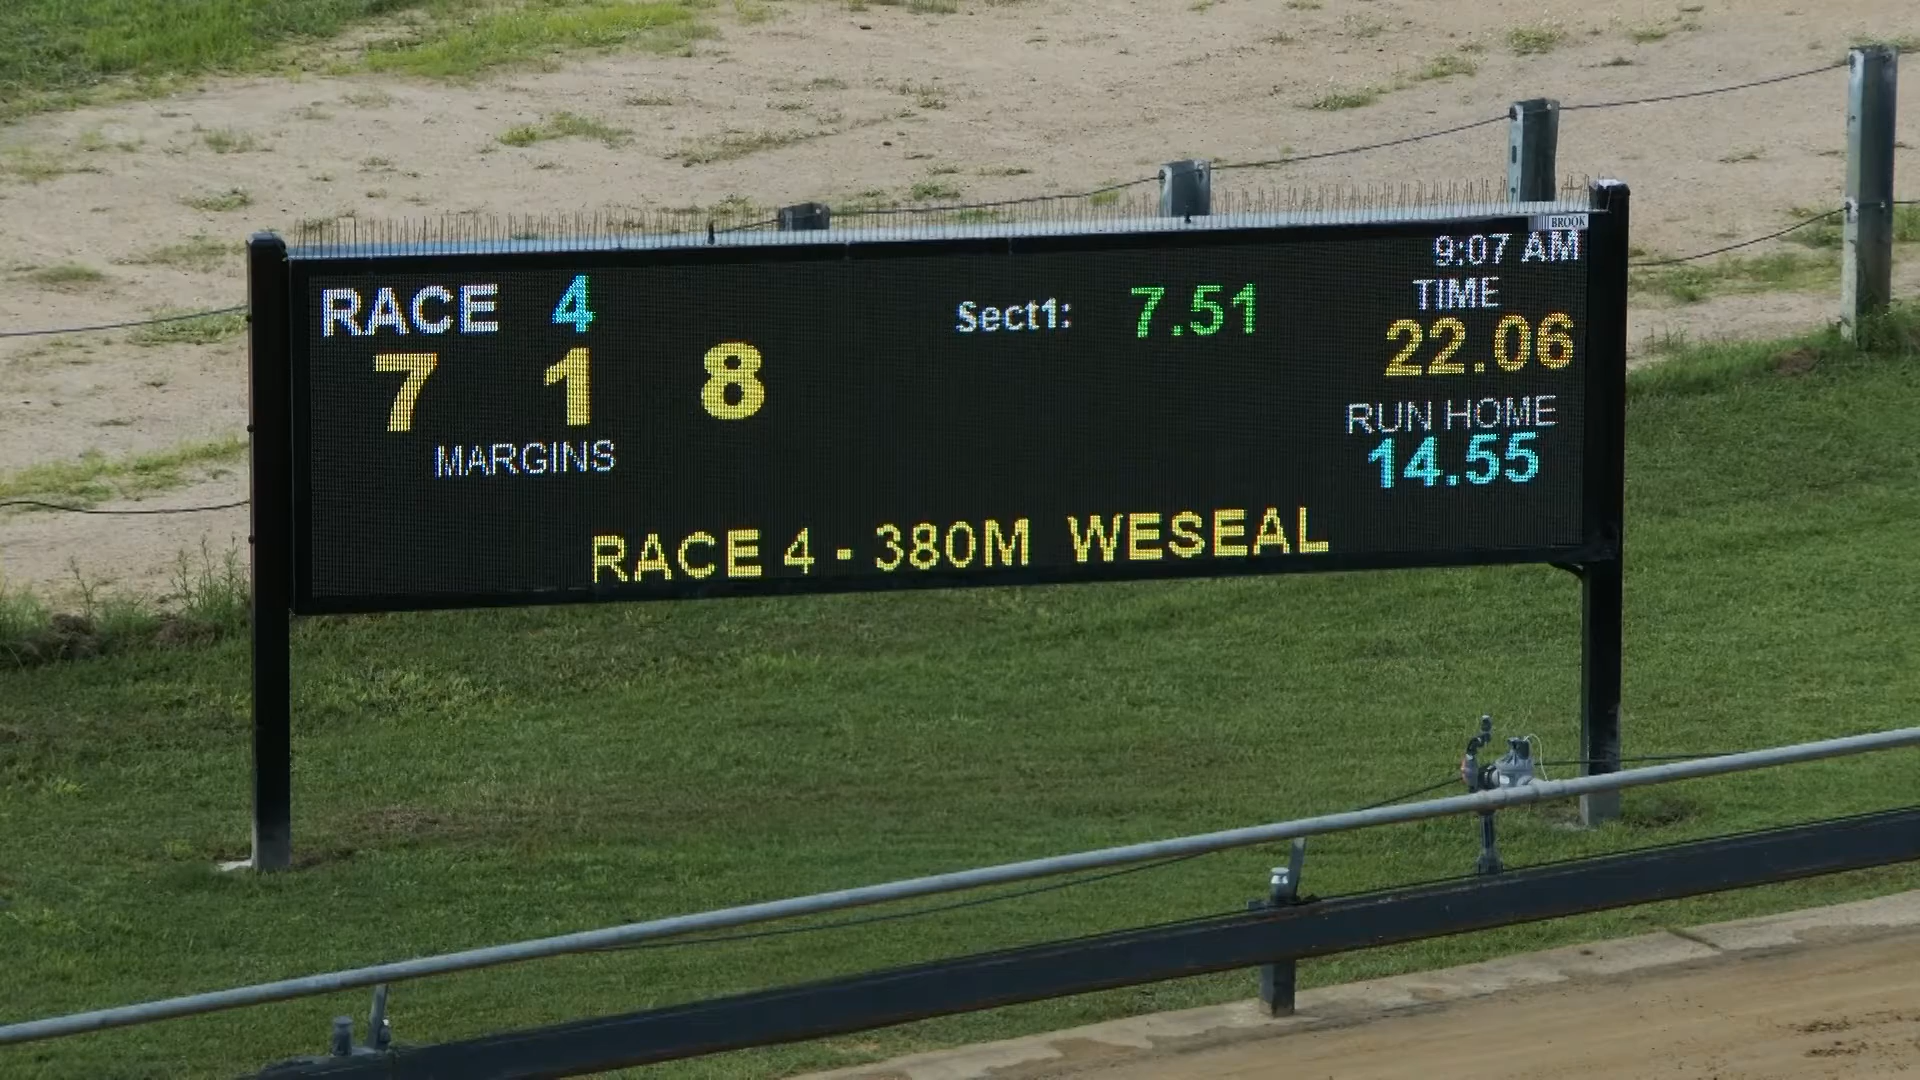 BROOK
9:07 AM
RACE 4
Sect1: 7.51
TIME
22.06
7 1 8
RUN HOME
14.55
MARGINS
RACE 4 - 380M WESEAL